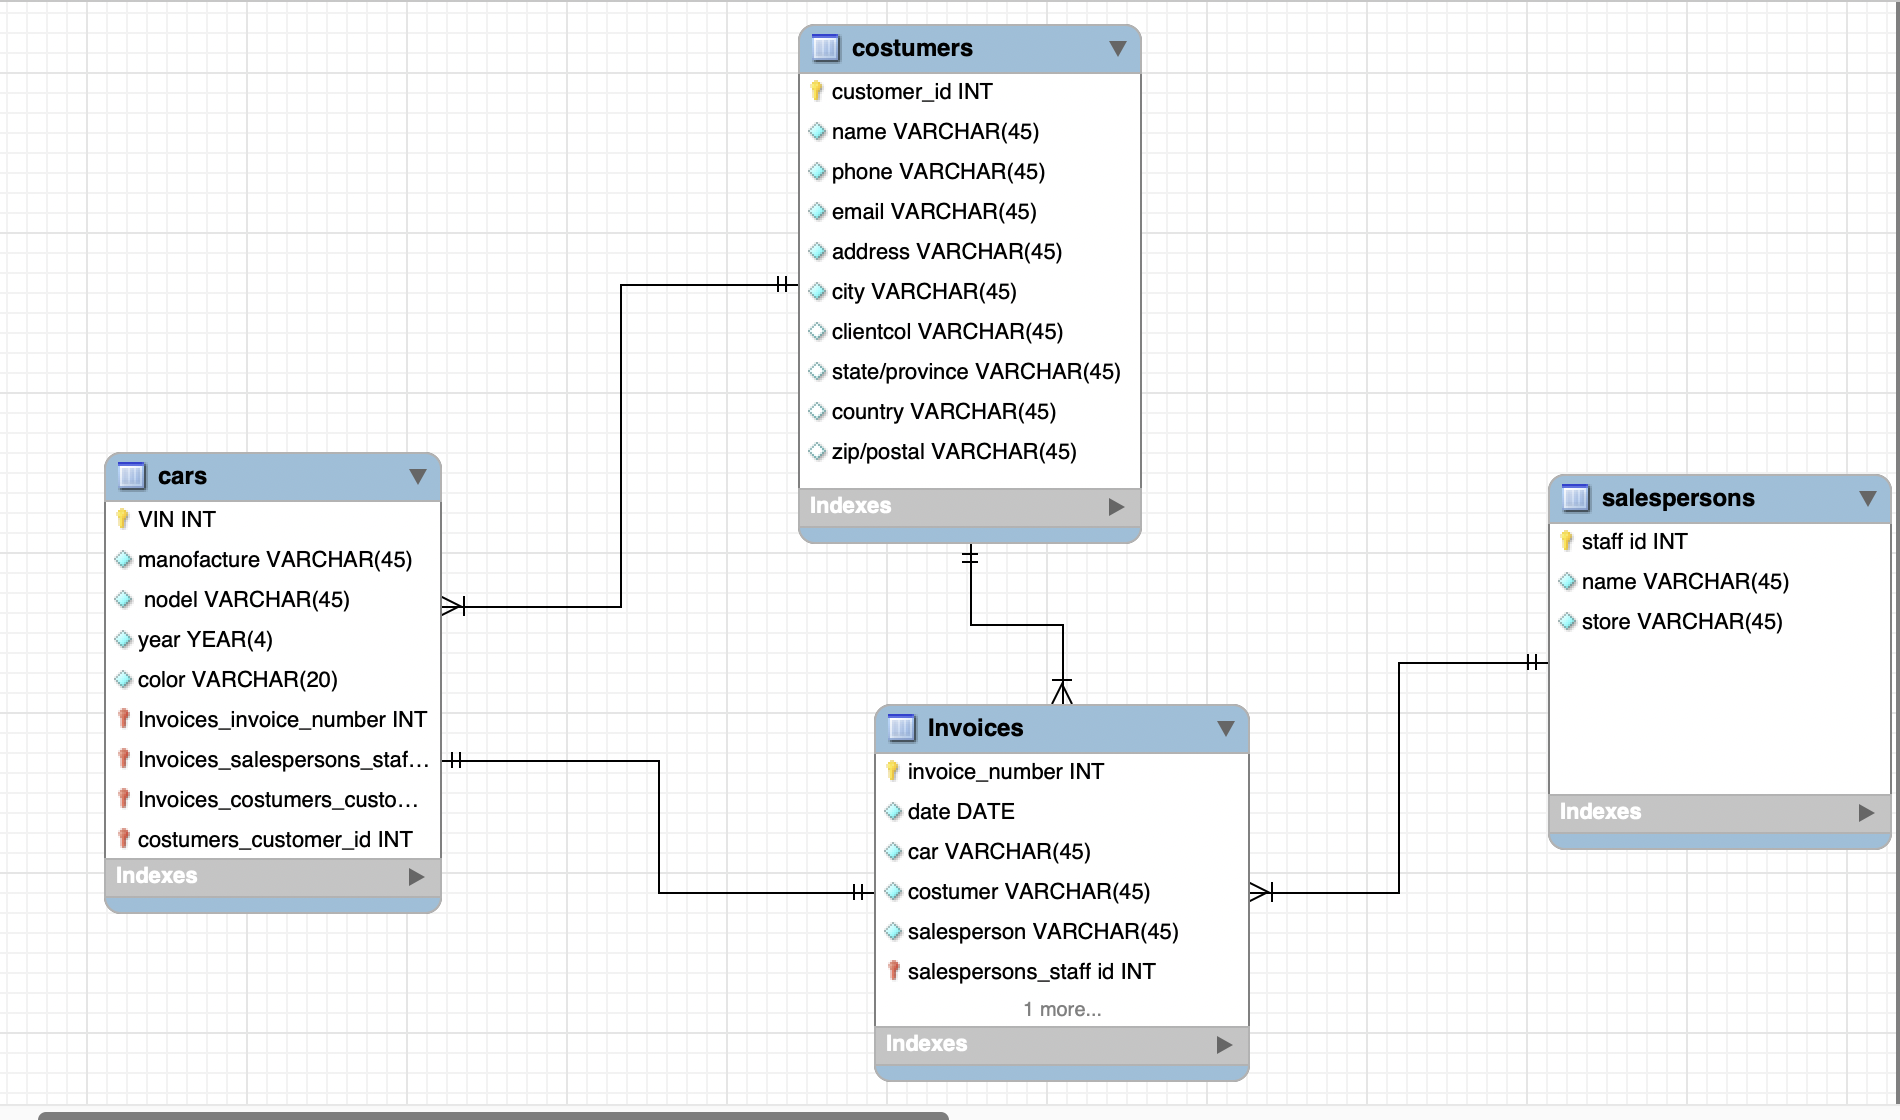 costumers
customer_id INT
name VARCHAR(45)
phone VARCHAR(45)
email VARCHAR(45)
address VARCHAR(45)
city VARCHAR(45)
clientcol VARCHAR(45)
state/province VARCHAR(45)
country VARCHAR(45)
zip/postal VARCHAR(45)
Indexes
cars
VIN INT
manofacture VARCHAR(45)
nodel VARCHAR(45)
year YEAR(4)
color VARCHAR(20)
Invoices_invoice_number INT
Invoices_salespersons_staf...
Invoices_costumers_custo...
costumers_customer_id INT
Indexes
salespersons
staff id INT
name VARCHAR(45)
store VARCHAR(45)
Indexes
Invoices
invoice_number INT
date DATE
car VARCHAR(45)
costumer VARCHAR(45)
salesperson VARCHAR(45)
salespersons_staff id INT
1 more...
Indexes